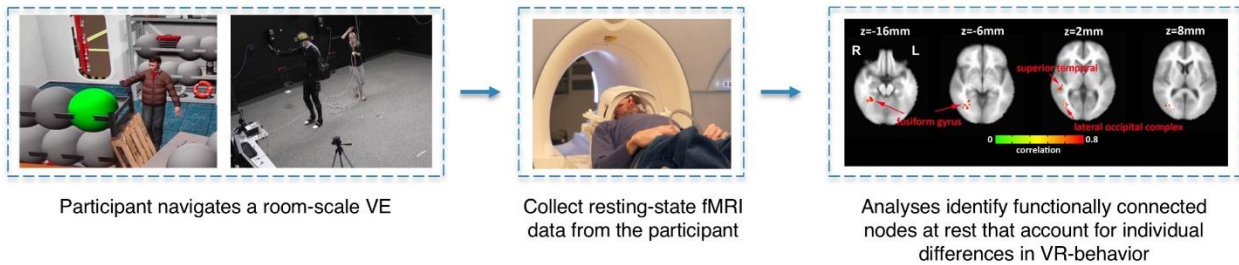 z=-16mm z=-6mm z=2mm z=8mm
R L
superior temporal
fusiform gyrus
lateral occipital complex
0 0.8
correlation
Participant navigates a room-scale VE
Collect resting-state fMRI
data from the participant
Analyses identify functionally connected
nodes at rest that account for individual
differences in VR-behavior